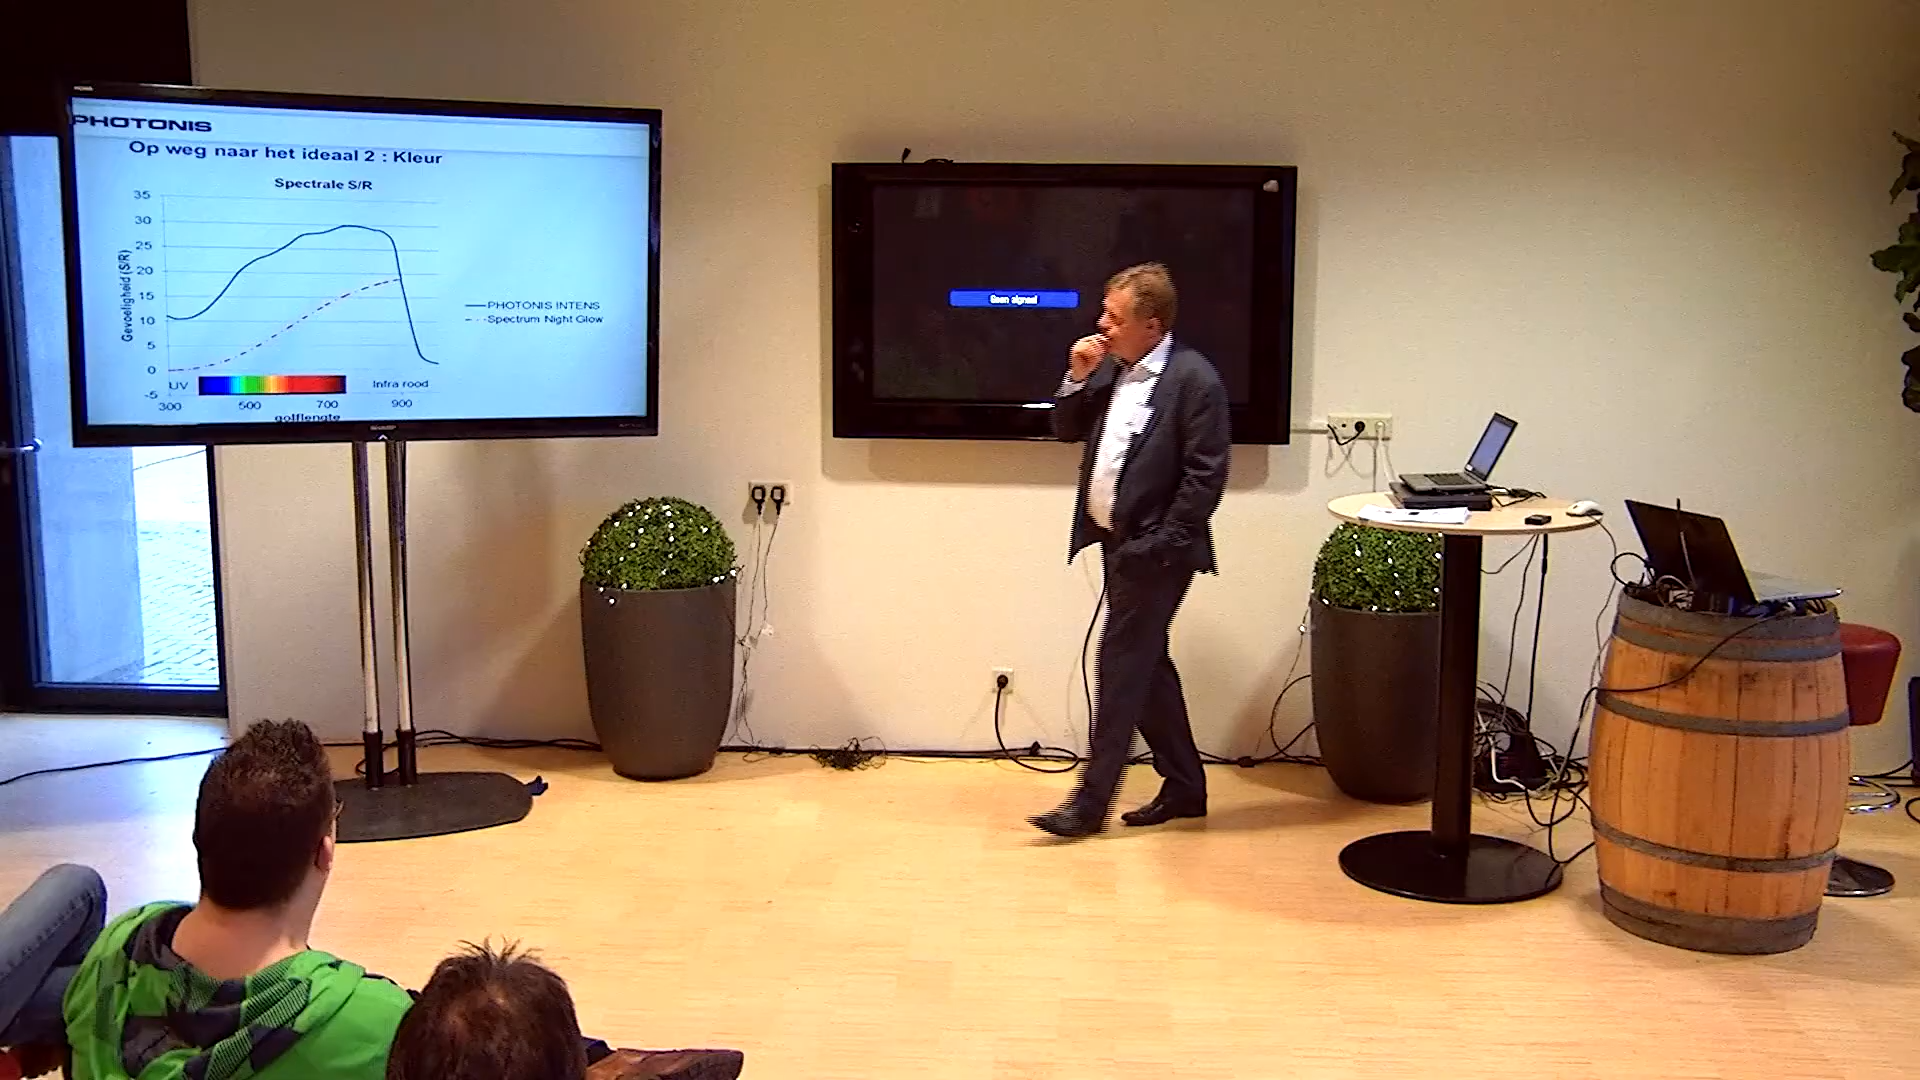 PHOTONIS
Op weg naar het ideaal 2 : Kleur
Spectrale S/R
35
30
25
20
15
10
5
0
-5
Gevoeligheid (S/R)
UV
Infra rood
300
500
700
900
golflengte
PHOTONIS INTENS
Spectrum Night Glow
SHARP
Geen signaal